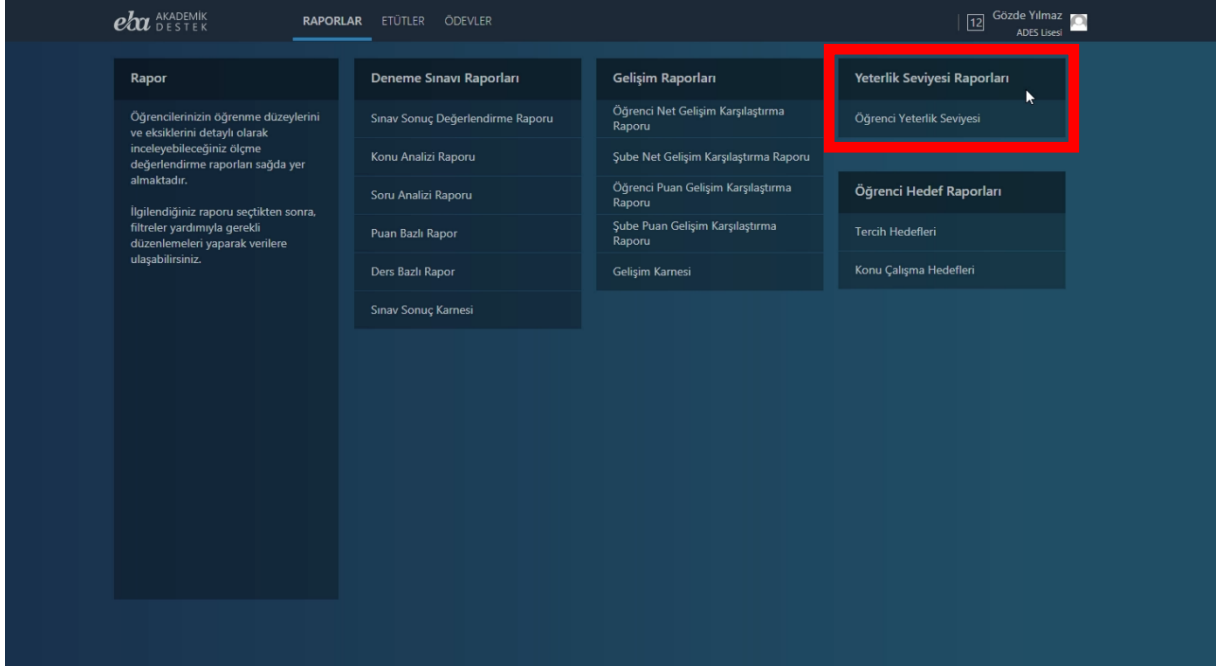 eba AKADEMİK
DESTEK
RAPORLAR ETÜTLER ÖDEVLER
12
Gözde Yılmaz
ADES Lisesi
Rapor
Öğrencilerinizin öğrenme düzeylerini
ve eksiklerini detaylı olarak
inceleyebileceğiniz ölçme
değerlendirme raporları sağda yer
almaktadır.
İlgilendiğiniz raporu seçtikten sonra,
filtreler yardımıyla gerekli
düzenlemeleri yaparak verilere
ulaşabilirsiniz.
Deneme Sınavı Raporları
Sınav Sonuç Değerlendirme Raporu
Konu Analizi Raporu
Soru Analizi Raporu
Puan Bazlı Rapor
Ders Bazlı Rapor
Sınav Sonuç Karnesi
Gelişim Raporları
Öğrenci Net Gelişim Karşılaştırma
Raporu
Şube Net Gelişim Karşılaştırma Raporu
Öğrenci Puan Gelişim Karşılaştırma
Raporu
Şube Puan Gelişim Karşılaştırma
Raporu
Gelişim Karnesi
Yeterlik Seviyesi Raporları
Öğrenci Yeterlik Seviyesi
Öğrenci Hedef Raporları
Tercih Hedefleri
Konu Çalışma Hedefleri